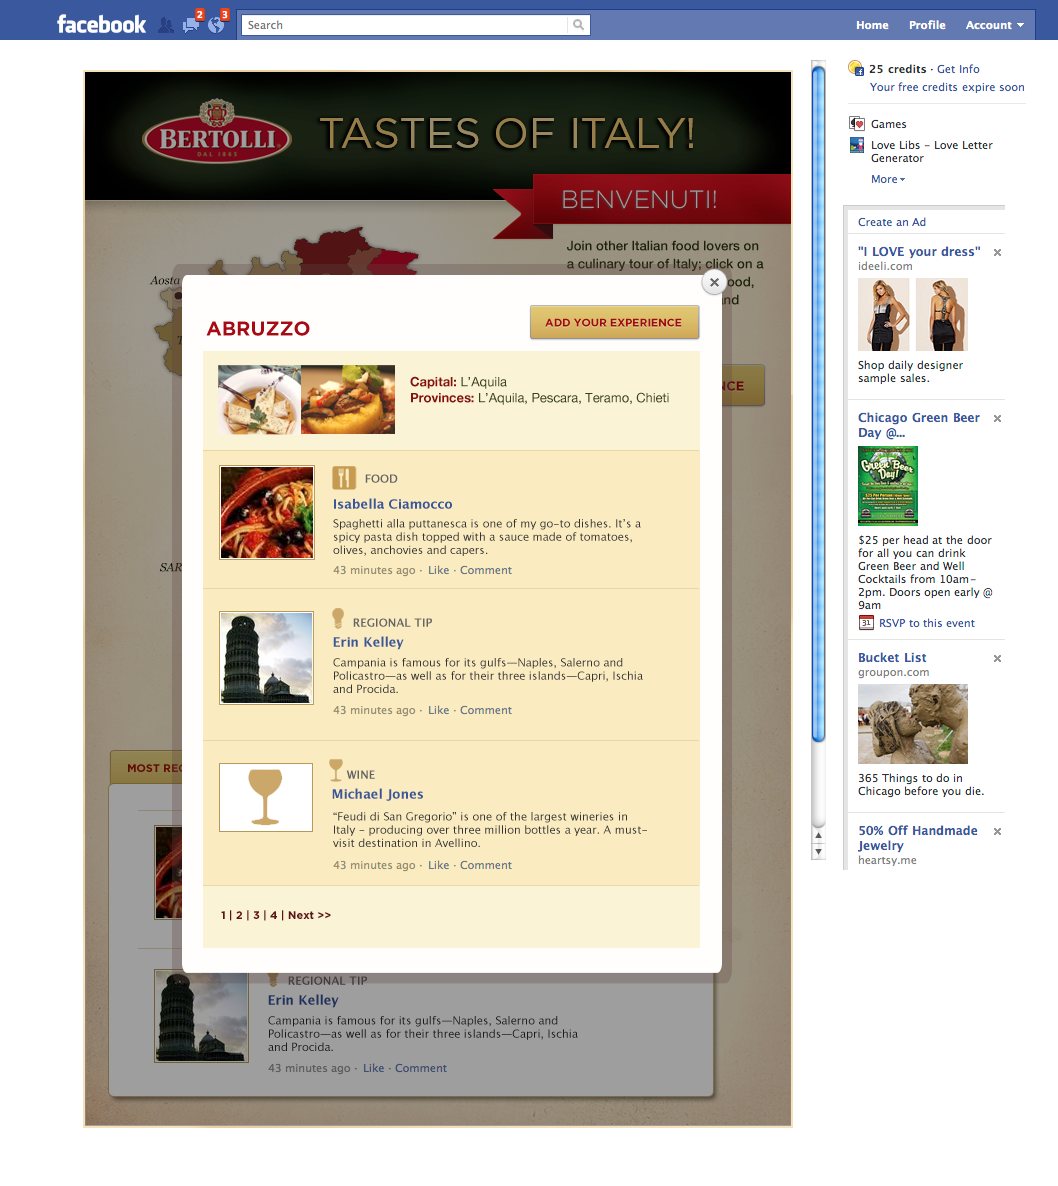 facebook
2
3
Search
Home
Profile
Account
BERTOLLI
DAL 1865
TASTES OF ITALY!
BENVENUTI!
Join other Italian food lovers on
a culinary tour of Italy; click on a
ood,
nd
Aosta
NCE
SAR
MOST REC
ABRUZZO
ADD YOUR EXPERIENCE
Capital: L'Aquila
Provinces: L'Aquila, Pescara, Teramo, Chieti
FOOD
Isabella Ciamocco
Spaghetti alla puttanesca is one of my go-to dishes. It's a
spicy pasta dish topped with a sauce made of tomatoes,
olives, anchovies and capers.
43 minutes ago · Like · Comment
REGIONAL TIP
Erin Kelley
Campania is famous for its gulfs—Naples, Salerno and
Policastro—as well as for their three islands—Capri, Ischia
and Procida.
43 minutes ago · Like · Comment
WINE
Michael Jones
“Feudi di San Gregorio” is one of the largest wineries in
Italy – producing over three million bottles a year. A must-
visit destination in Avellino.
43 minutes ago · Like · Comment
1 | 2 | 3 | 4 | Next >>
REGIONAL TIP
Erin Kelley
Campania is famous for its gulfs—Naples, Salerno and
Policastro—as well as for their three islands—Capri, Ischia
and Procida.
43 minutes ago · Like · Comment
25 credits · Get Info
Your free credits expire soon
Games
Love Libs – Love Letter
Generator
More
Create an Ad
"I LOVE your dress"
ideeli.com
Shop daily designer
sample sales.
Chicago Green Beer
Day @...
Green Beer
Day!
$25 per head at the door
for all you can drink
Green Beer and Well
Cocktails from 10am-
2pm. Doors open early @
9am
31
RSVP to this event
Bucket List
groupon.com
365 Things to do in
Chicago before you die.
50% Off Handmade
Jewelry
heartsy.me